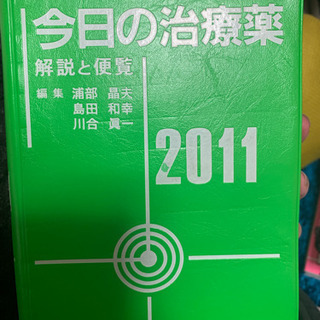 今日の治療薬
解説と便覧
編集 浦部 晶夫
島田 和幸
川合 眞一
2011